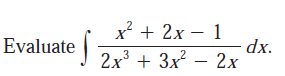 Evaluate ∫ (x² + 2x − 1)/(2x³ + 3x² − 2x) dx.